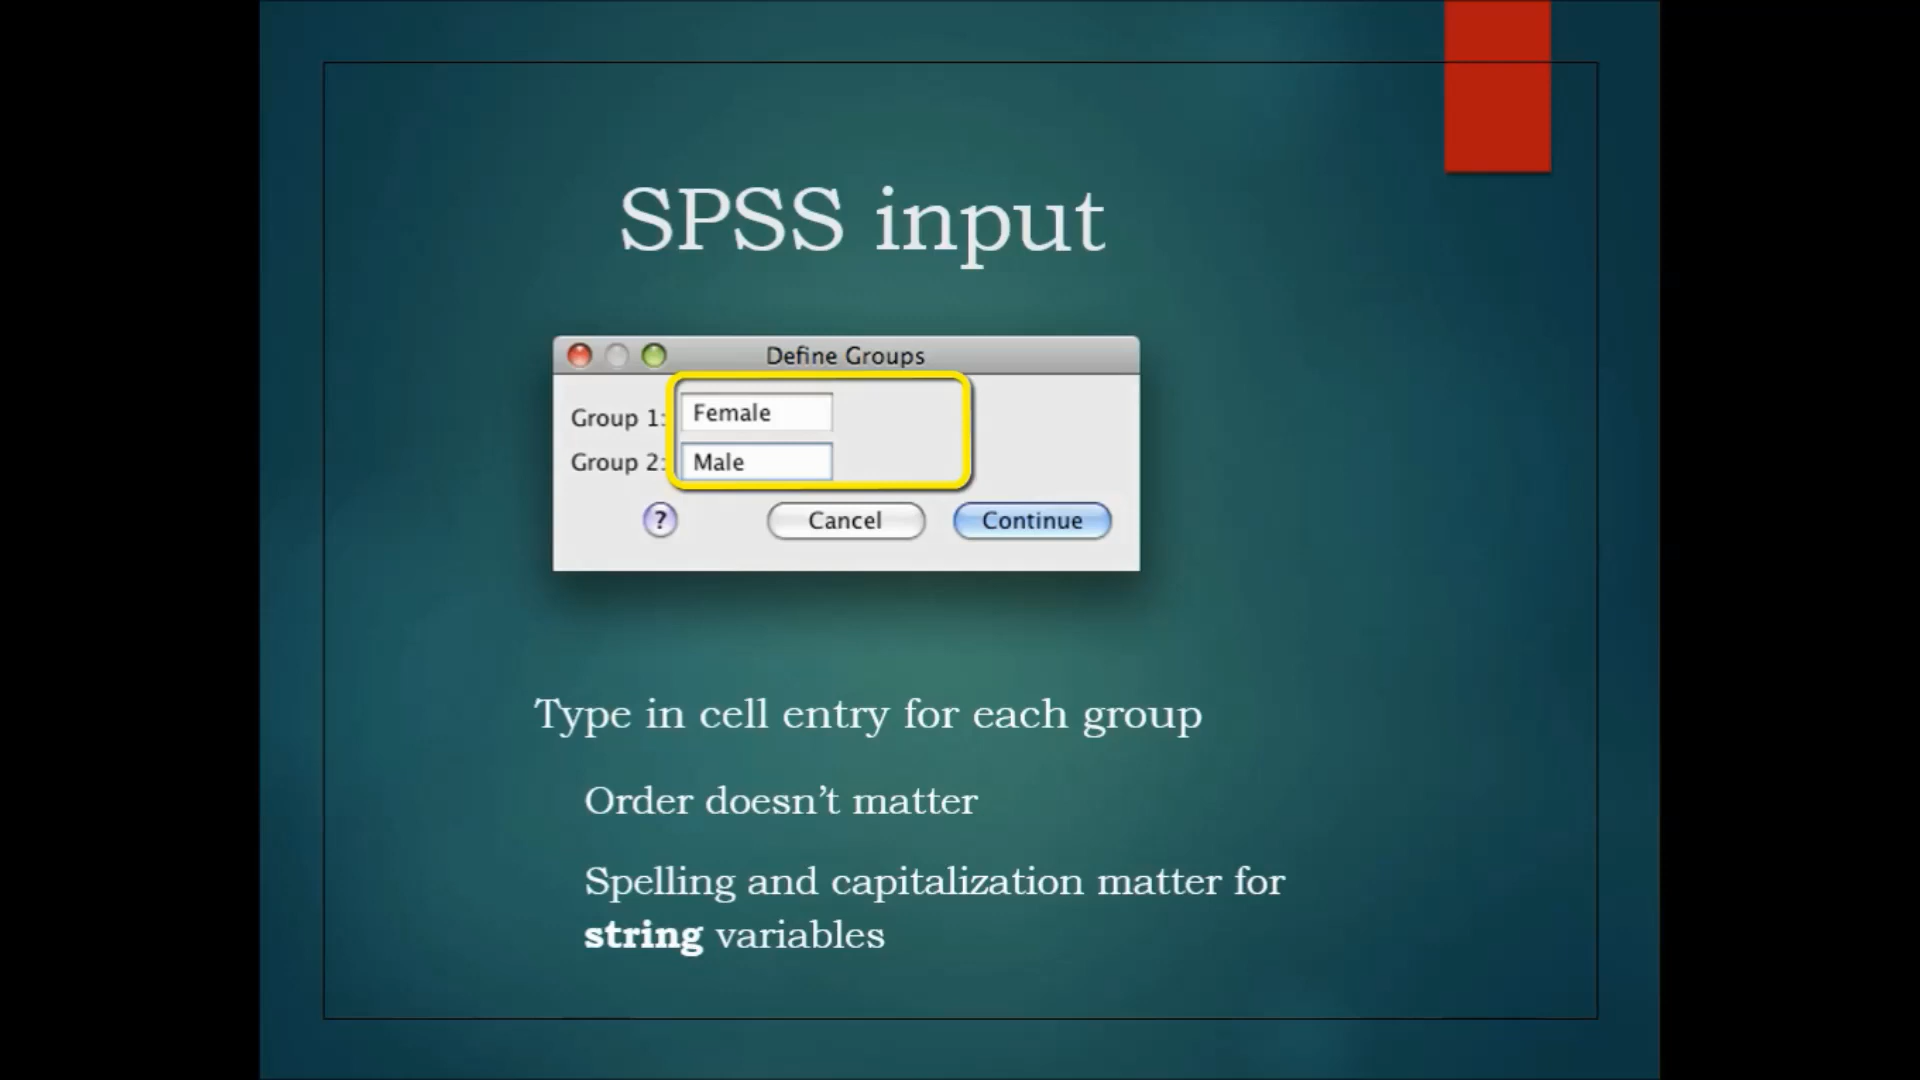 SPSS input
Define Groups
Group 1: Female
Group 2: Male
? Cancel Continue
Type in cell entry for each group
Order doesn’t matter
Spelling and capitalization matter for
string variables